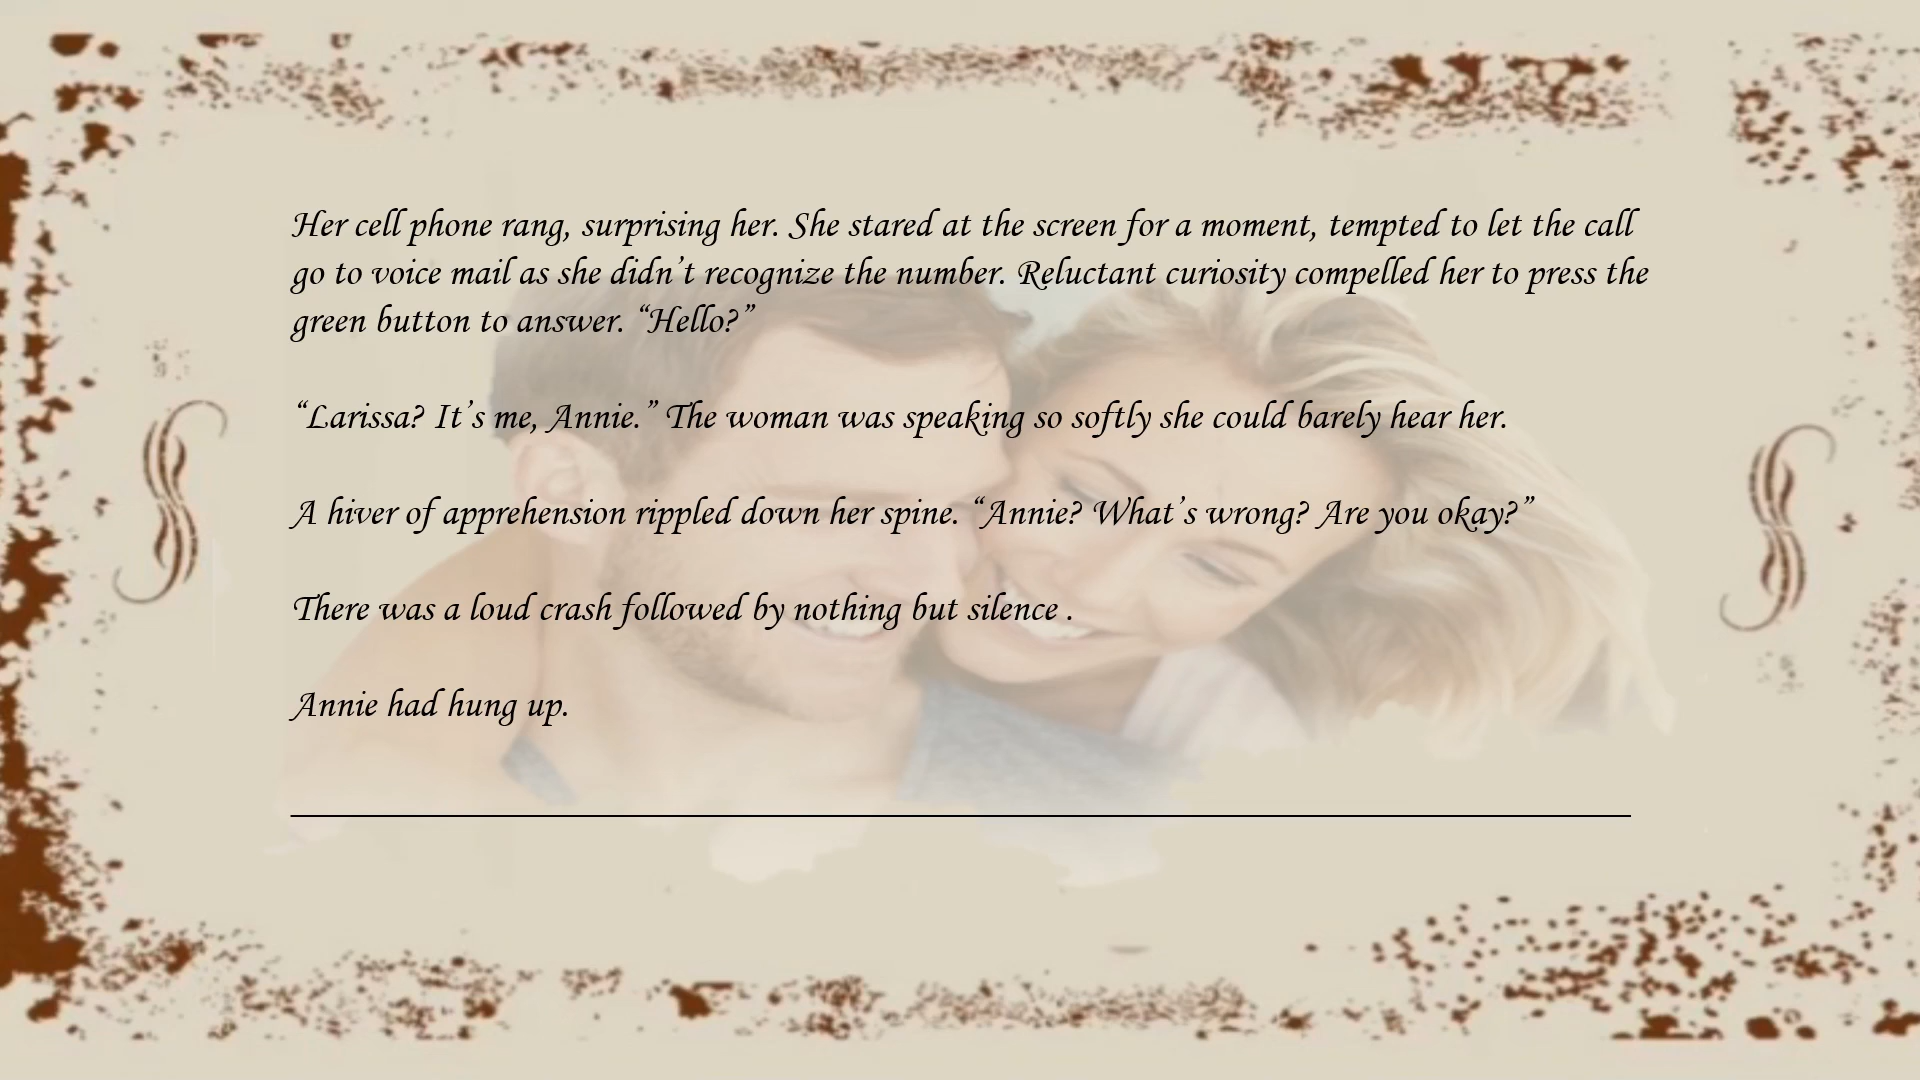 Her cell phone rang, surprising her. She stared at the screen for a moment, tempted to let the call
go to voice mail as she didn’t recognize the number. Reluctant curiosity compelled her to press the
green button to answer. “Hello?”
“Larissa? It’s me, Annie.” The woman was speaking so softly she could barely hear her.
A hiver of apprehension rippled down her spine. “Annie? What’s wrong? Are you okay?”
There was a loud crash followed by nothing but silence .
Annie had hung up.